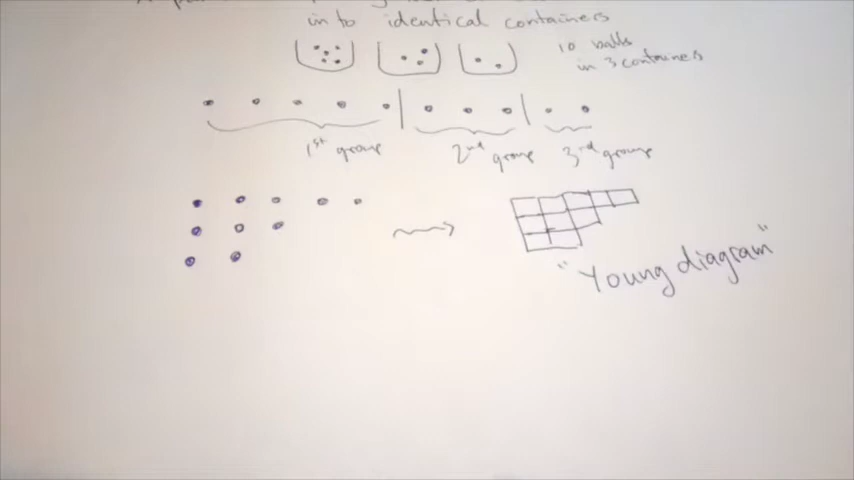 in to identical containers
10 balls
in 3 containers
1st group 2nd group 3rd group
"Young diagram"